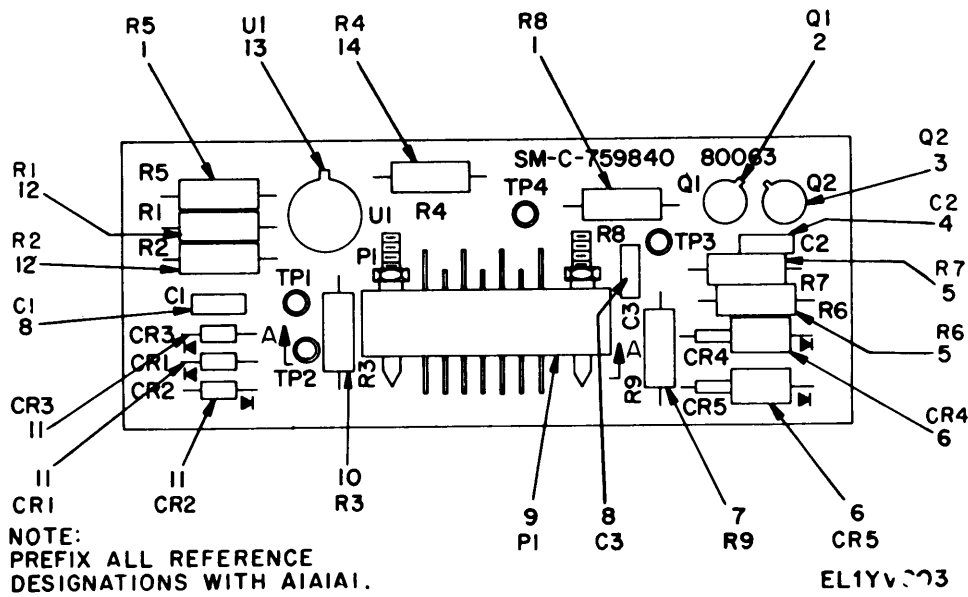 R5
1
U1
13
R4
14
R8
1
Q1
2
Q2
3
R1
12
R2
12
C1
8
C2
4
R7
5
R6
5
CR4
6
SM-C-759840 80063
R5
R1
R2
U1
R4
TP4
R8
Q1
Q2
TP3
C2
R7
R6
P1
C1
TP1
CR3
A
CR1
TP2
CR2
R3
C3
A
R9
CR4
CR5
CR3
11
11
CR1
11
CR2
10
R3
9
P1
8
C3
7
R9
6
CR5
NOTE:
PREFIX ALL REFERENCE
DESIGNATIONS WITH A1A1A1.